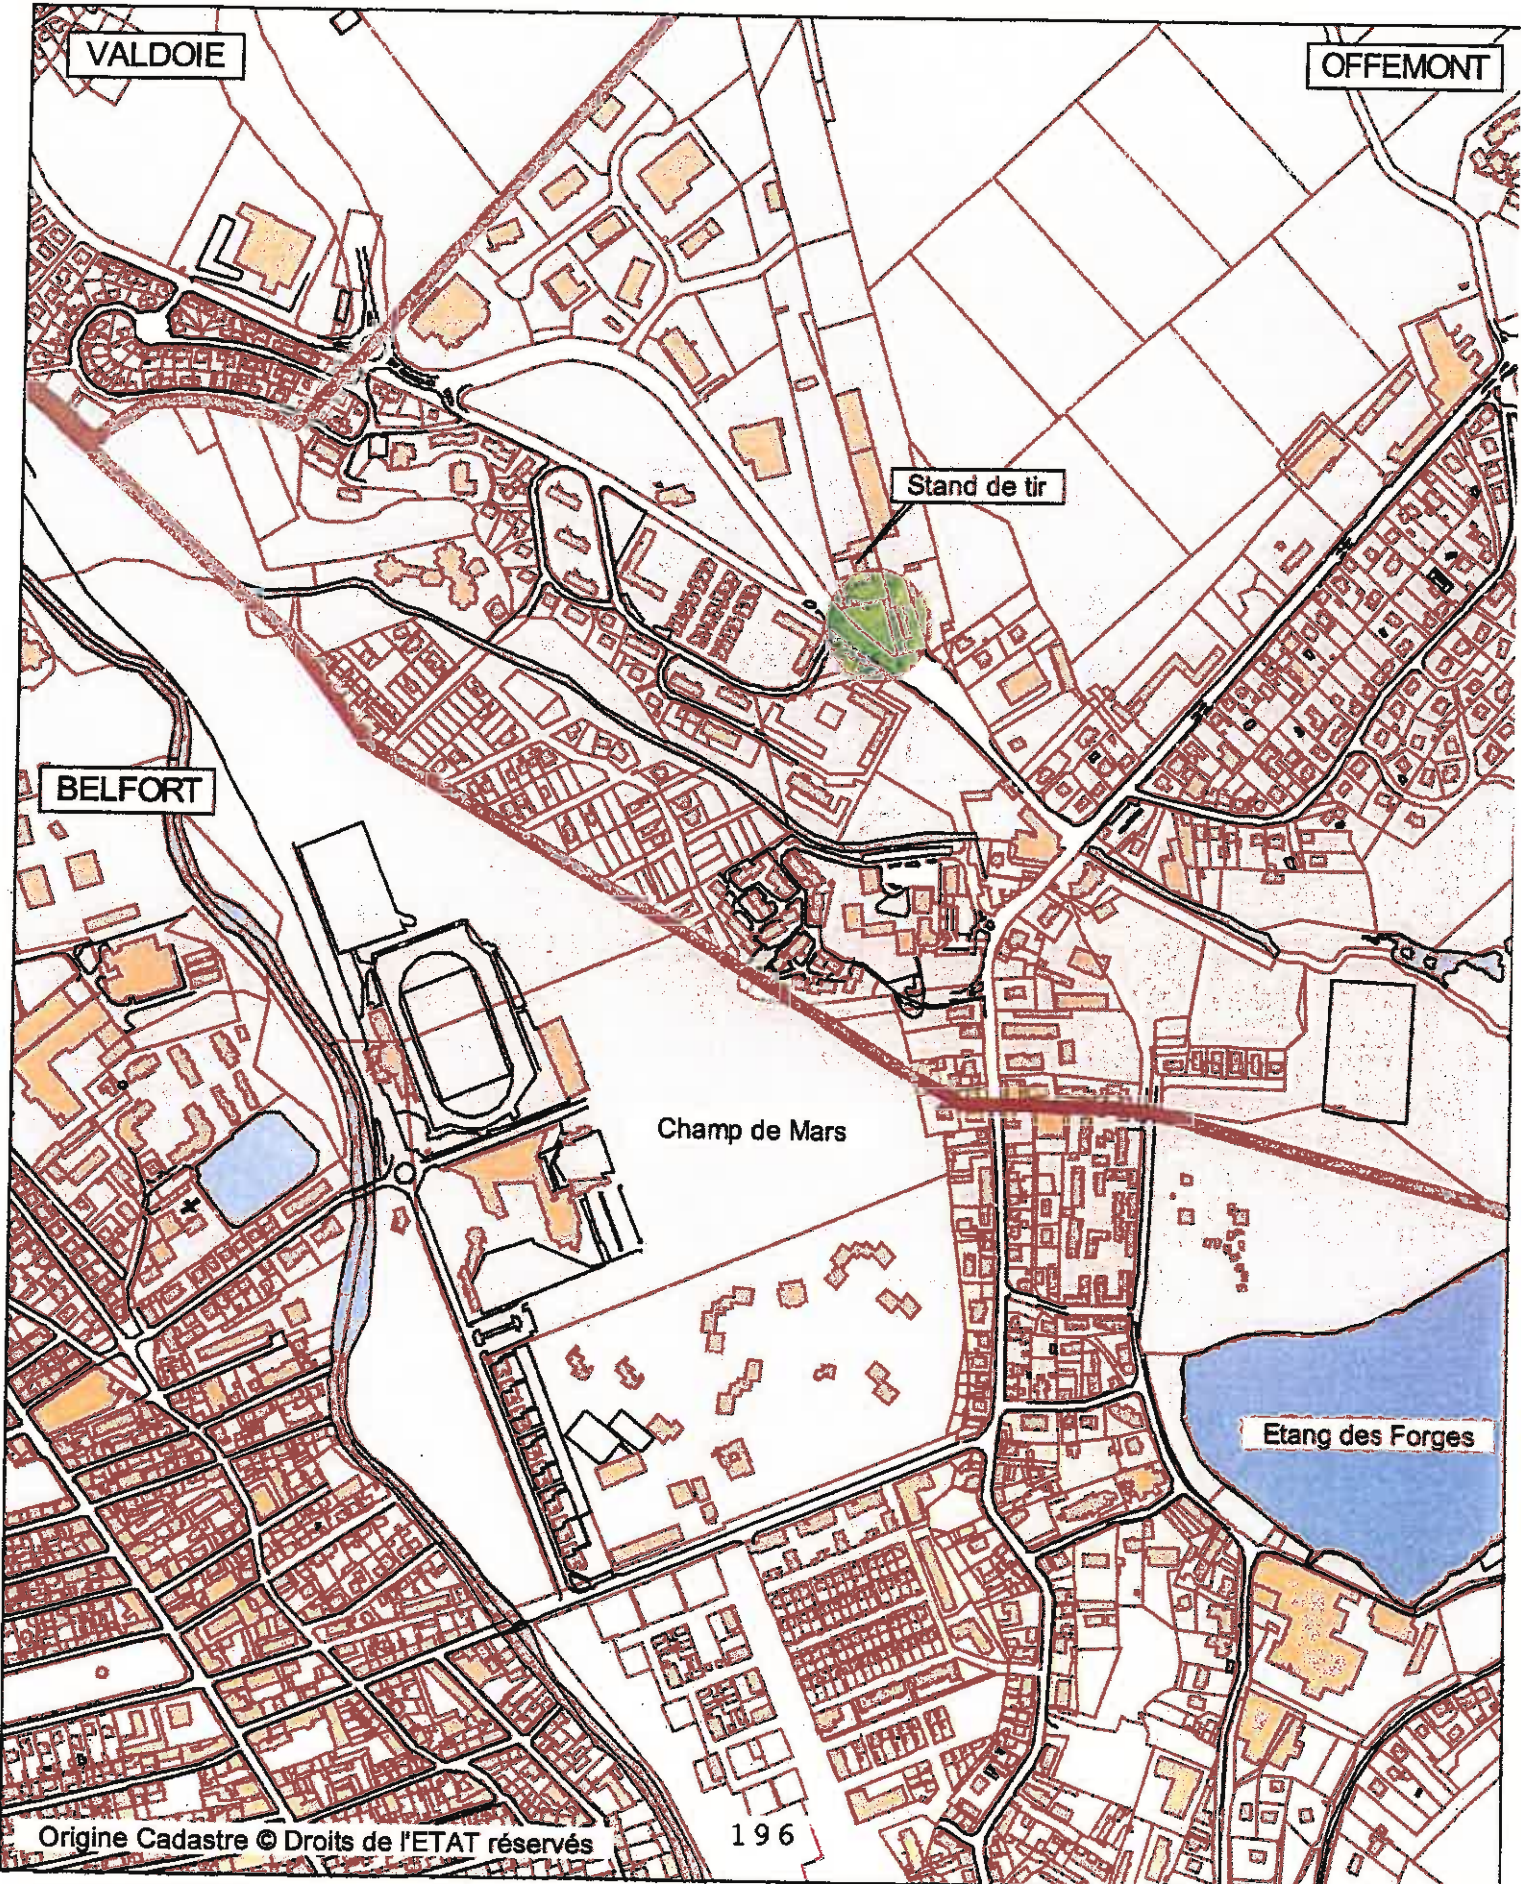 VALDOIE
OFFEMONT
Stand de tir
BELFORT
Champ de Mars
Etang des Forges
Origine Cadastre © Droits de l'ETAT réservés
196